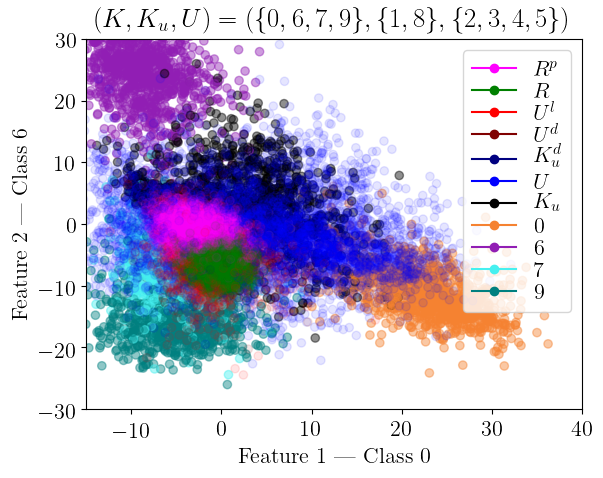 (K, K_u, U) = ({0, 6, 7, 9}, {1, 8}, {2, 3, 4, 5})
Feature 2 — Class 6
30
20
10
0
−10
−20
−30
R^p
R
U^l
U^d
K_u^d
U
K_u
0
6
7
9
−10
0
10
20
30
40
Feature 1 — Class 0